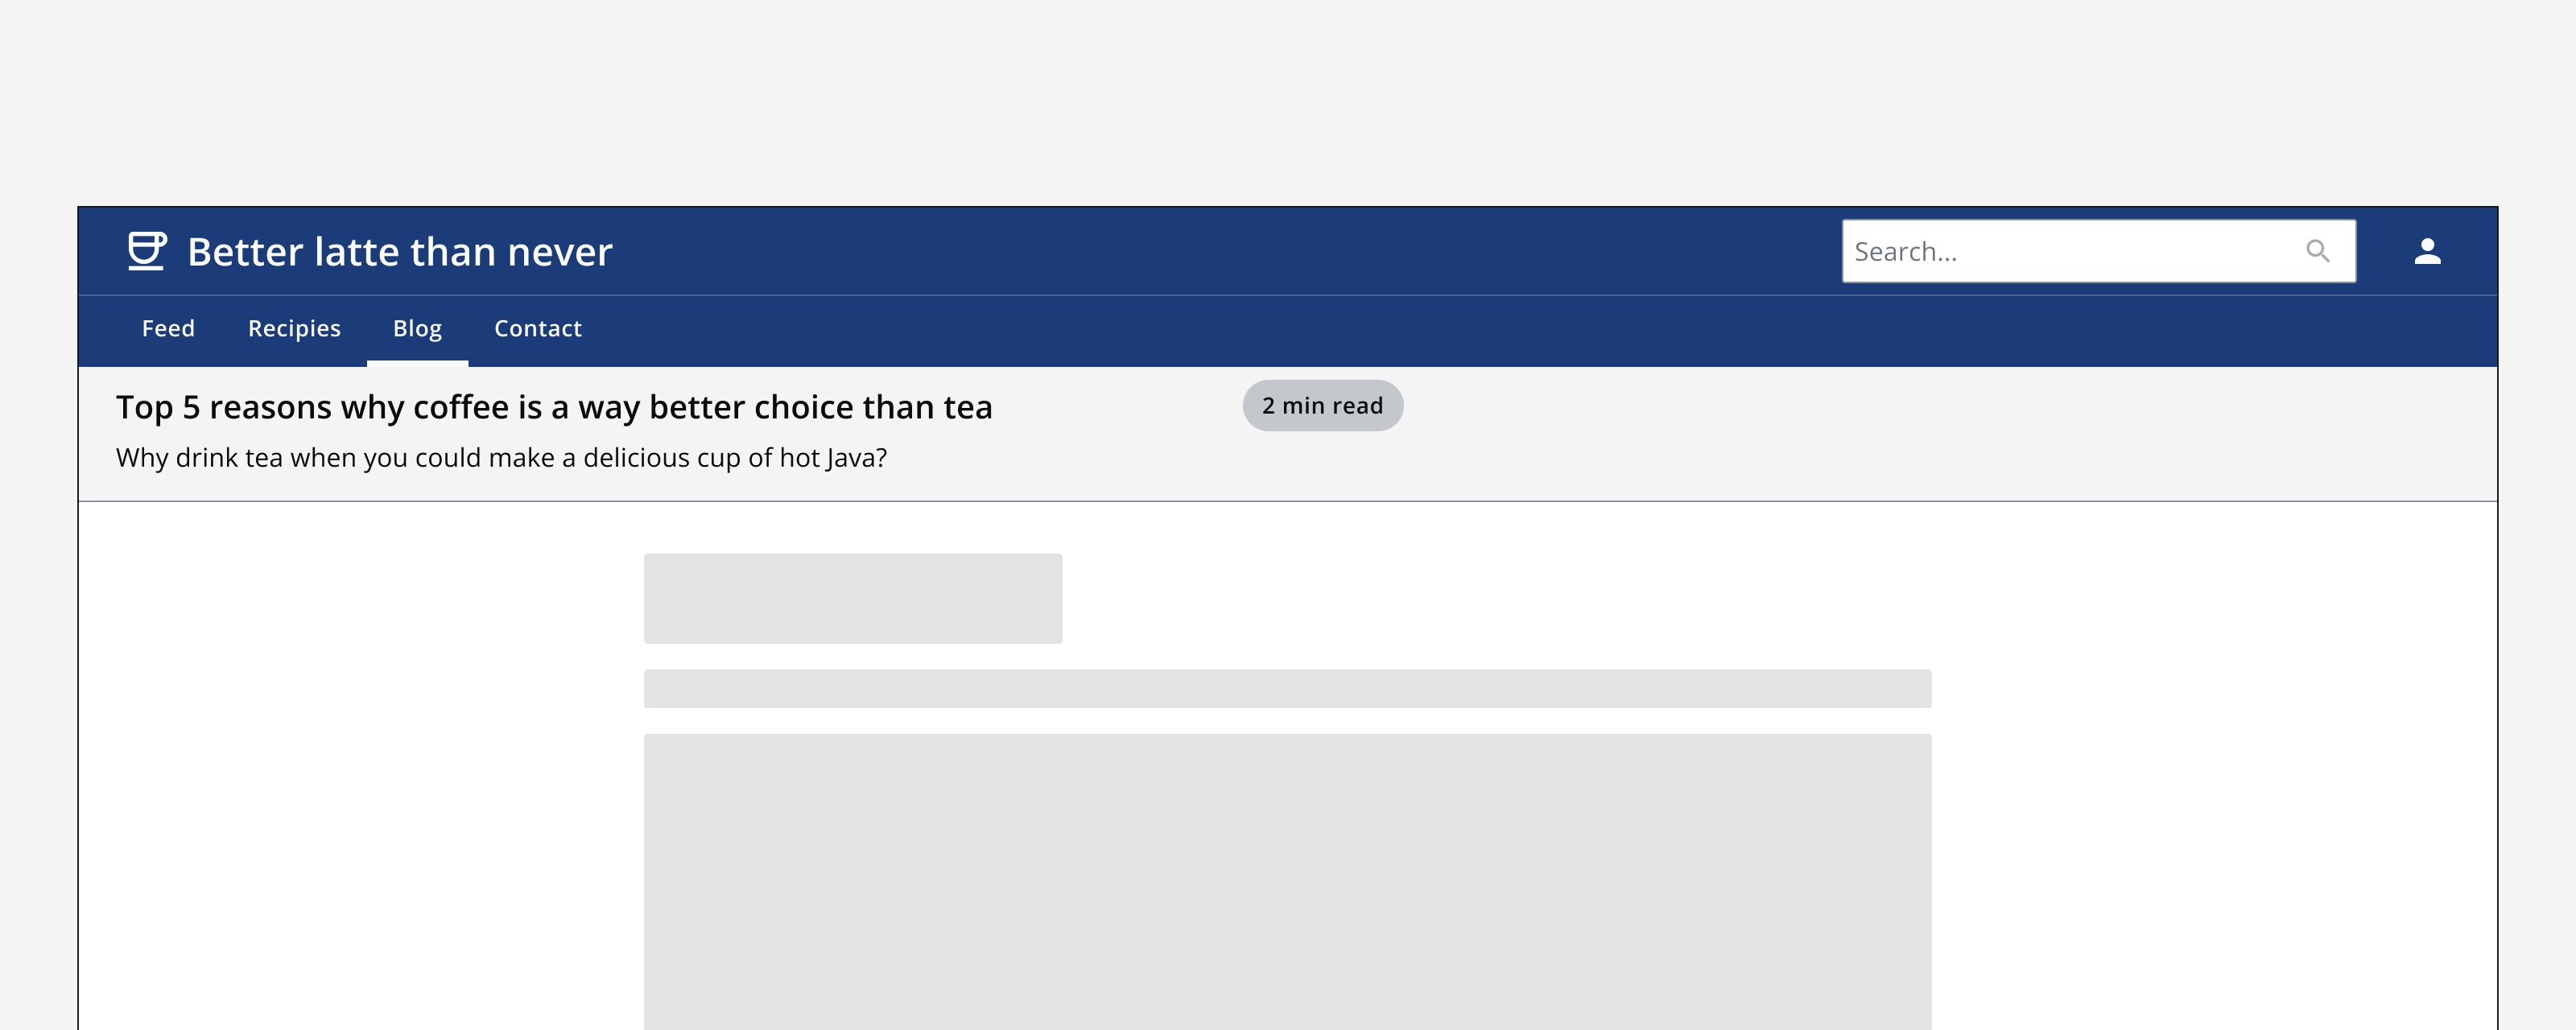 Better latte than never
Search...
Feed Recipies Blog Contact
Top 5 reasons why coffee is a way better choice than tea
2 min read
Why drink tea when you could make a delicious cup of hot Java?